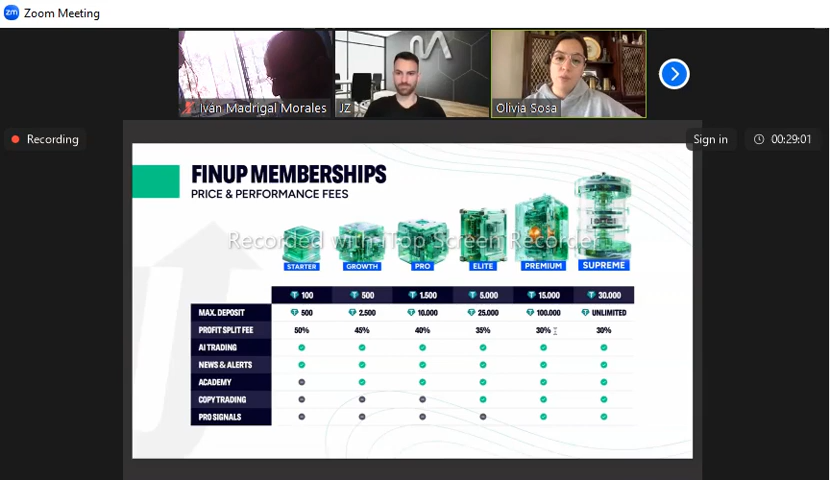 Zoom Meeting
Iván Madrigal Morales
JZ
Olivia Sosa
Recording
Sign in
00:29:01
FINUP MEMBERSHIPS
PRICE & PERFORMANCE FEES
Recorded with Top Screen Recorder
STARTER GROWTH PRO ELITE PREMIUM SUPREME
100 500 1.500 5.000 15.000 30.000
MAX. DEPOSIT 500 2.500 10.000 25.000 100.000 UNLIMITED
PROFIT SPLIT FEE 50% 45% 40% 35% 30% 30%
AI TRADING
NEWS & ALERTS
ACADEMY
COPY TRADING
PRO SIGNALS